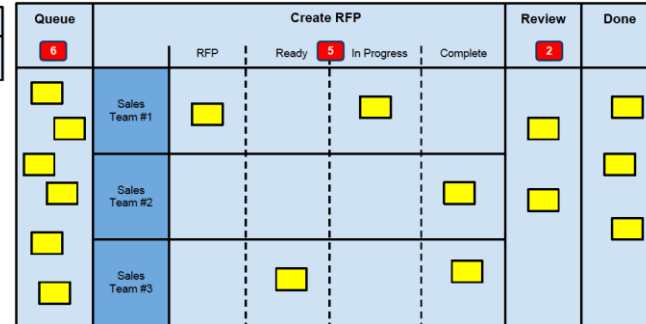 Queue
Create RFP
Review
Done
6
5
2
RFP
Ready
In Progress
Complete
Sales
Team #1
Sales
Team #2
Sales
Team #3